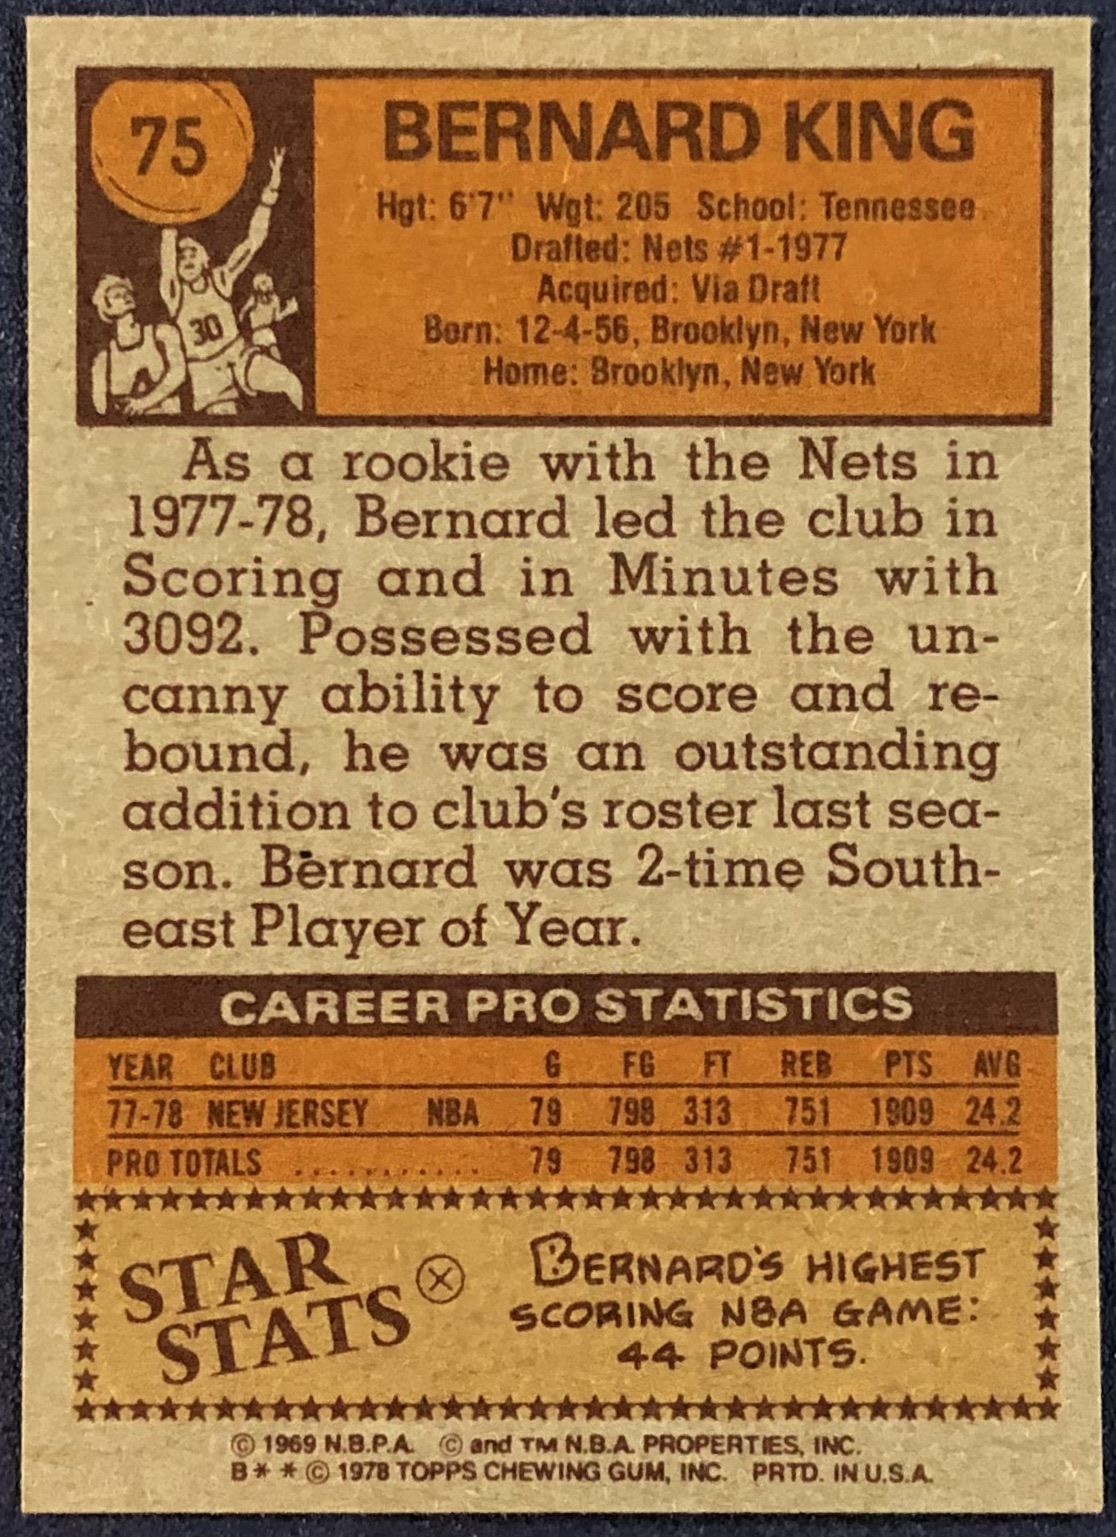 75
BERNARD KING
Hgt: 6'7" Wgt: 205 School: Tennessee
Drafted: Nets #1-1977
Acquired: Via Draft
Born: 12-4-56, Brooklyn, New York
Home: Brooklyn, New York
30
As a rookie with the Nets in
1977-78, Bernard led the club in
Scoring and in Minutes with
3092. Possessed with the un-
canny ability to score and re-
bound, he was an outstanding
addition to club's roster last sea-
son. Bernard was 2-time South-
east Player of Year.
CAREER PRO STATISTICS
YEAR CLUB G FG FT REB PTS AVG
77-78 NEW JERSEY NBA 79 798 313 751 1909 24.2
PRO TOTALS ........... 79 798 313 751 1909 24.2
STAR
STATS
BERNARD'S HIGHEST
SCORING NBA GAME:
44 POINTS.
© 1969 N.B.P.A. © and TM N.B.A. PROPERTIES, INC.
B* * © 1978 TOPPS CHEWING GUM, INC. PRTD. IN U.S.A.